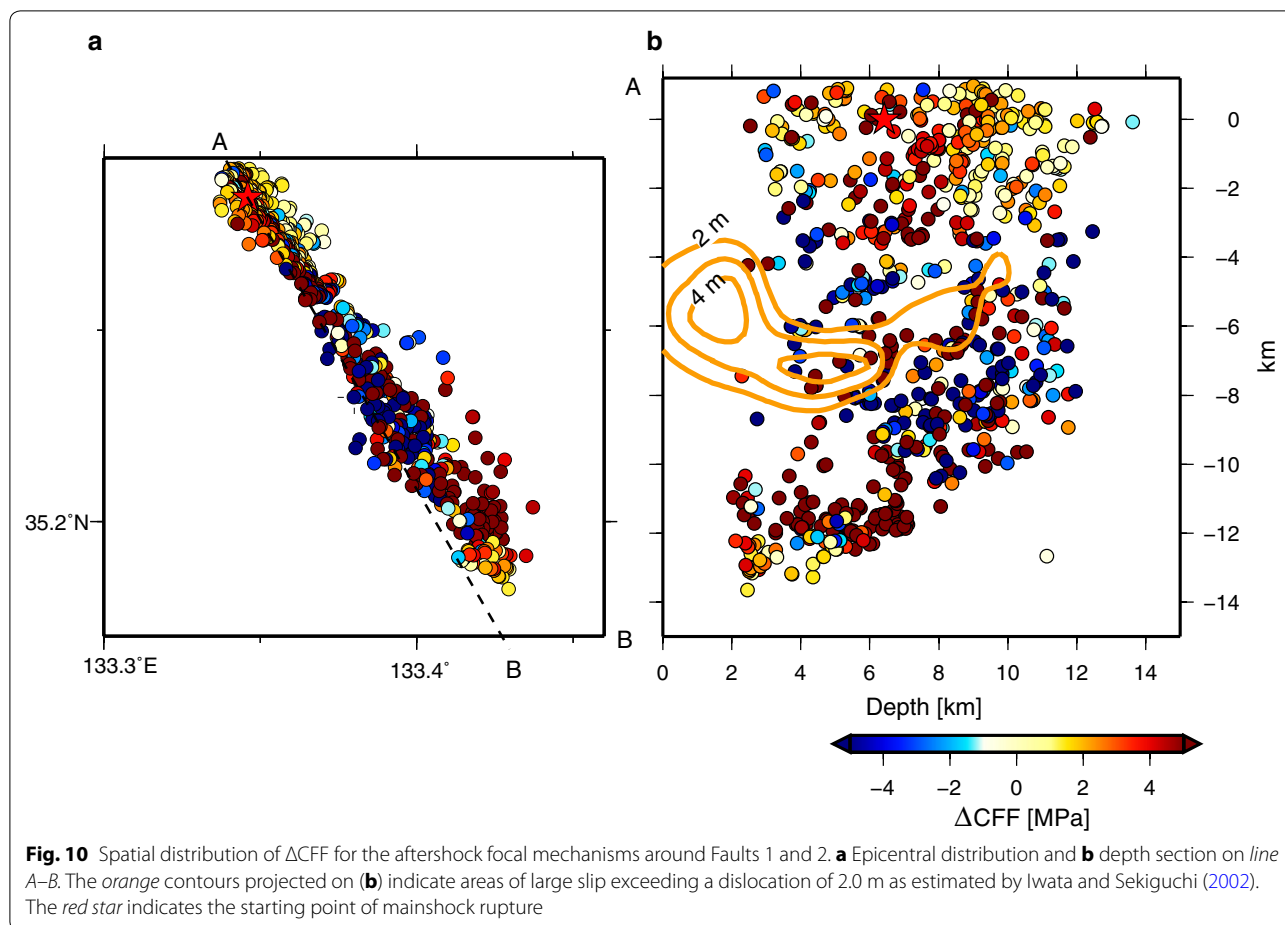 a
b
A
A
0
−2
2 m
−4
4 m
−6
km
−8
−10
35.2˚N
−12
−14
B
133.3˚E
133.4˚
B
0 2 4 6 8 10 12 14
Depth [km]
−4 −2 0 2 4
ΔCFF [MPa]
Fig. 10 Spatial distribution of ΔCFF for the aftershock focal mechanisms around Faults 1 and 2. a Epicentral distribution and b depth section on line
A–B. The orange contours projected on (b) indicate areas of large slip exceeding a dislocation of 2.0 m as estimated by Iwata and Sekiguchi (2002).
The red star indicates the starting point of mainshock rupture